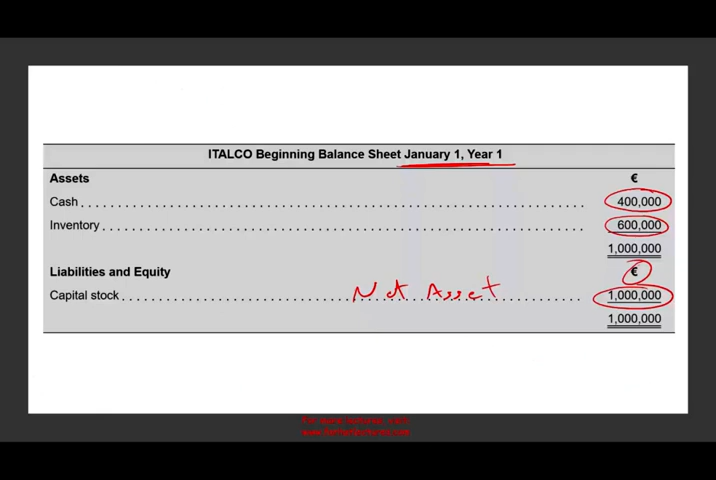 ITALCO Beginning Balance Sheet January 1, Year 1
Assets €
Cash 400,000
Inventory 600,000
1,000,000
Liabilities and Equity €
Capital stock Net Asset 1,000,000
1,000,000